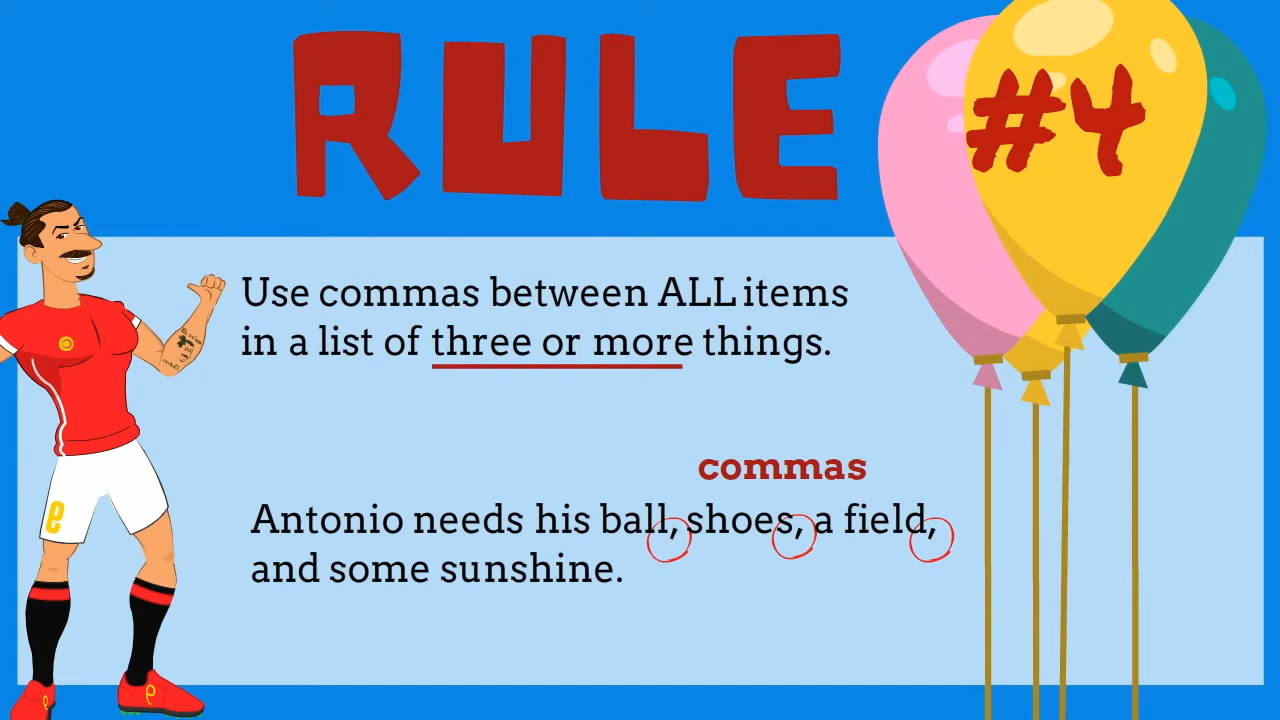 RULE
#4
Use commas between ALL items
in a list of three or more things.
commas
Antonio needs his ball, shoes, a field,
and some sunshine.